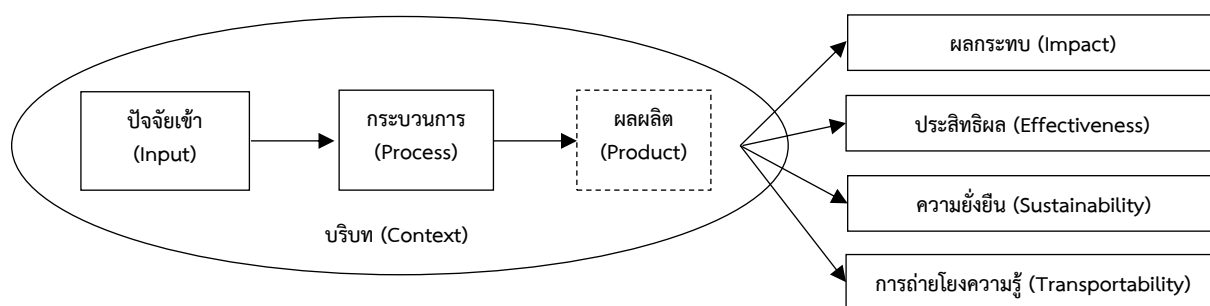 ปัจจัยเข้า
(Input)
กระบวนการ
(Process)
ผลผลิต
(Product)
บริบท (Context)
ผลกระทบ (Impact)
ประสิทธิผล (Effectiveness)
ความยั่งยืน (Sustainability)
การถ่ายโยงความรู้ (Transportability)